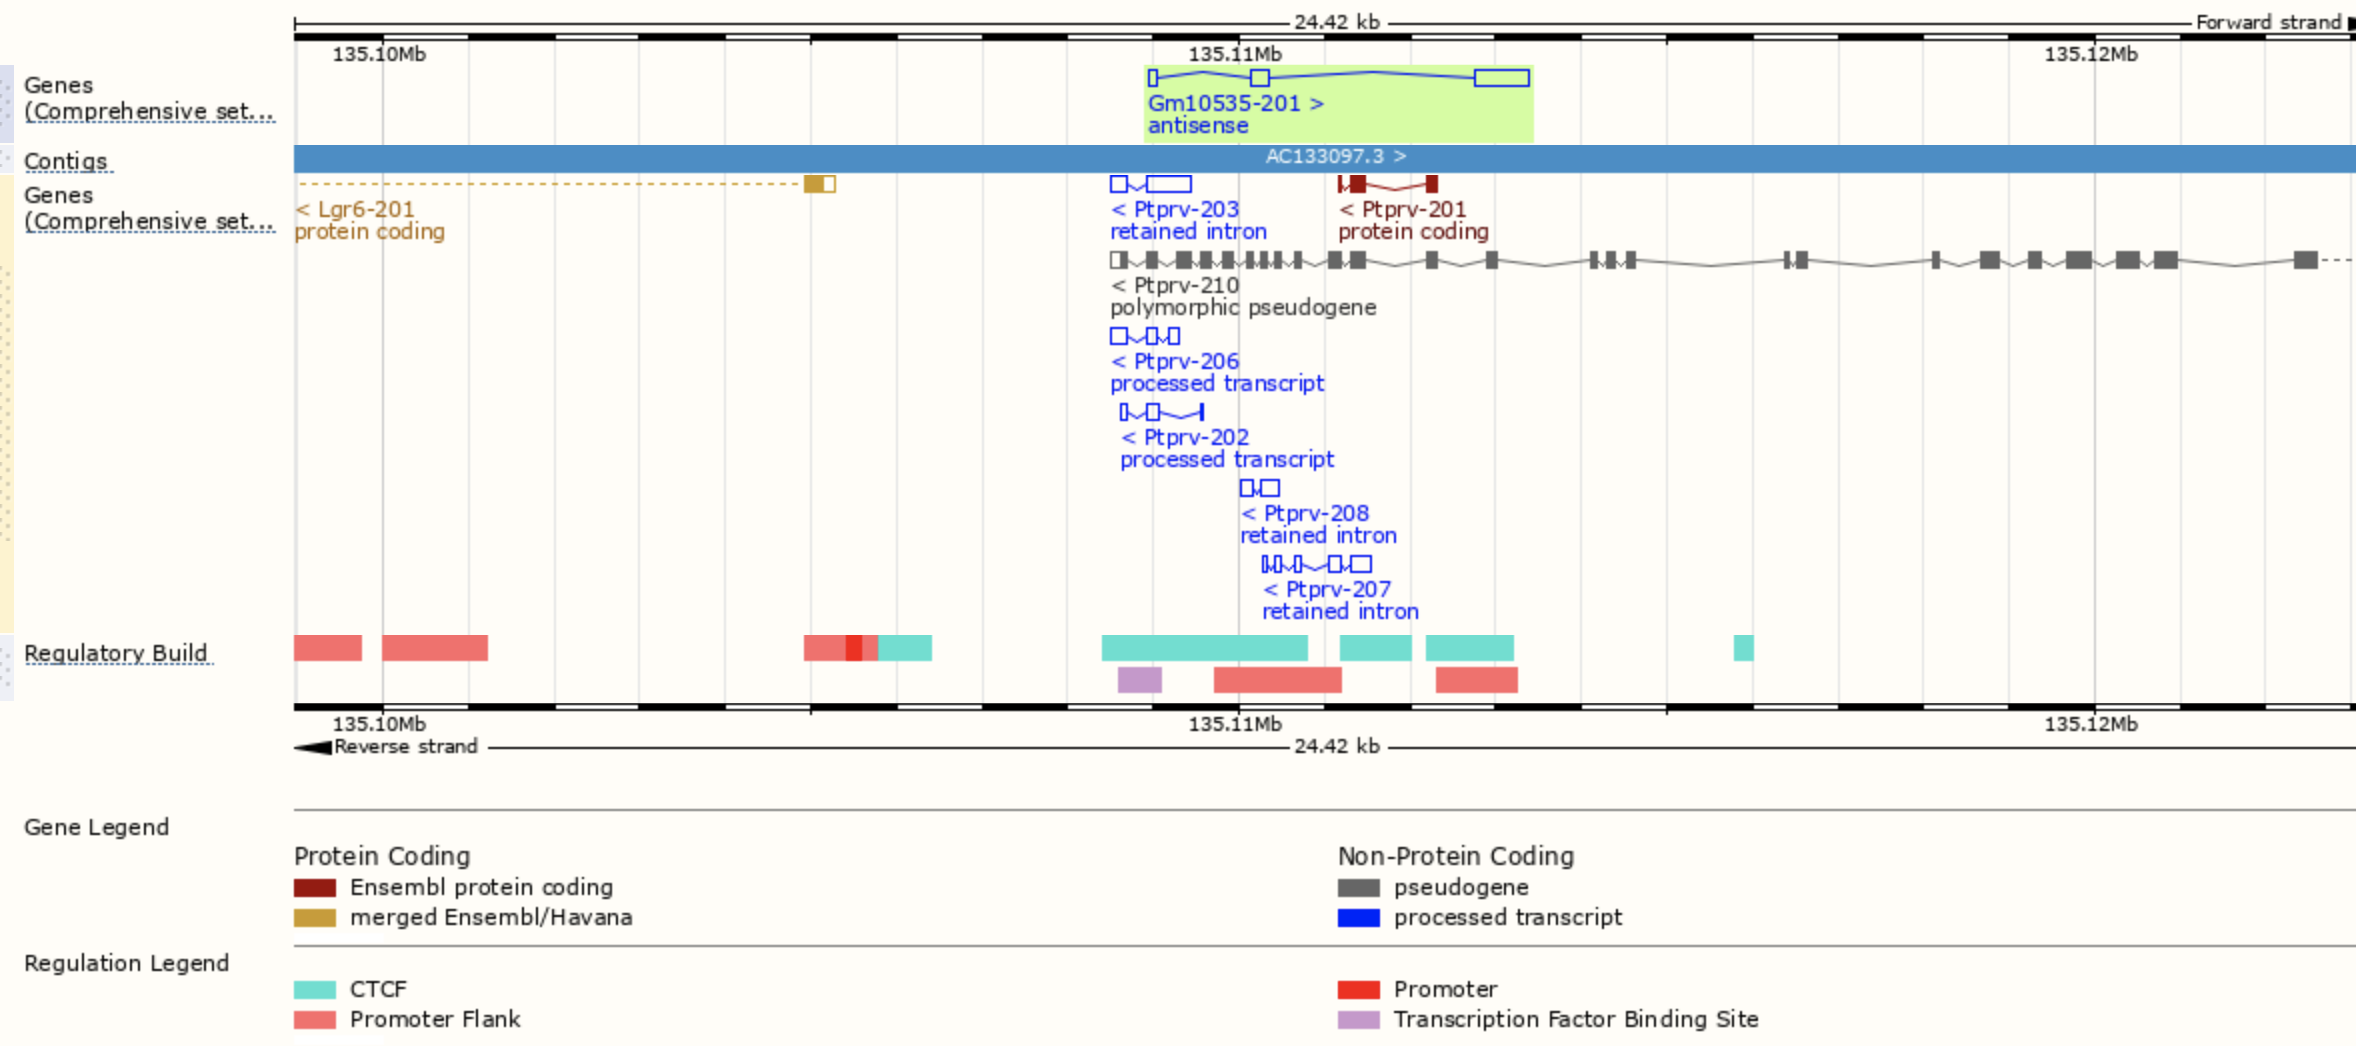 24.42 kb Forward strand
135.10Mb 135.11Mb 135.12Mb
Genes
(Comprehensive set...
Gm10535-201 >
antisense
Contigs
AC133097.3 >
Genes
(Comprehensive set...
< Lgr6-201
protein coding
< Ptprv-203
retained intron
< Ptprv-201
protein coding
< Ptprv-210
polymorphic pseudogene
< Ptprv-206
processed transcript
< Ptprv-202
processed transcript
< Ptprv-208
retained intron
< Ptprv-207
retained intron
Regulatory Build
135.10Mb 135.11Mb 135.12Mb
Reverse strand 24.42 kb
Gene Legend
Protein Coding
Ensembl protein coding
merged Ensembl/Havana
Non-Protein Coding
pseudogene
processed transcript
Regulation Legend
CTCF
Promoter Flank
Promoter
Transcription Factor Binding Site